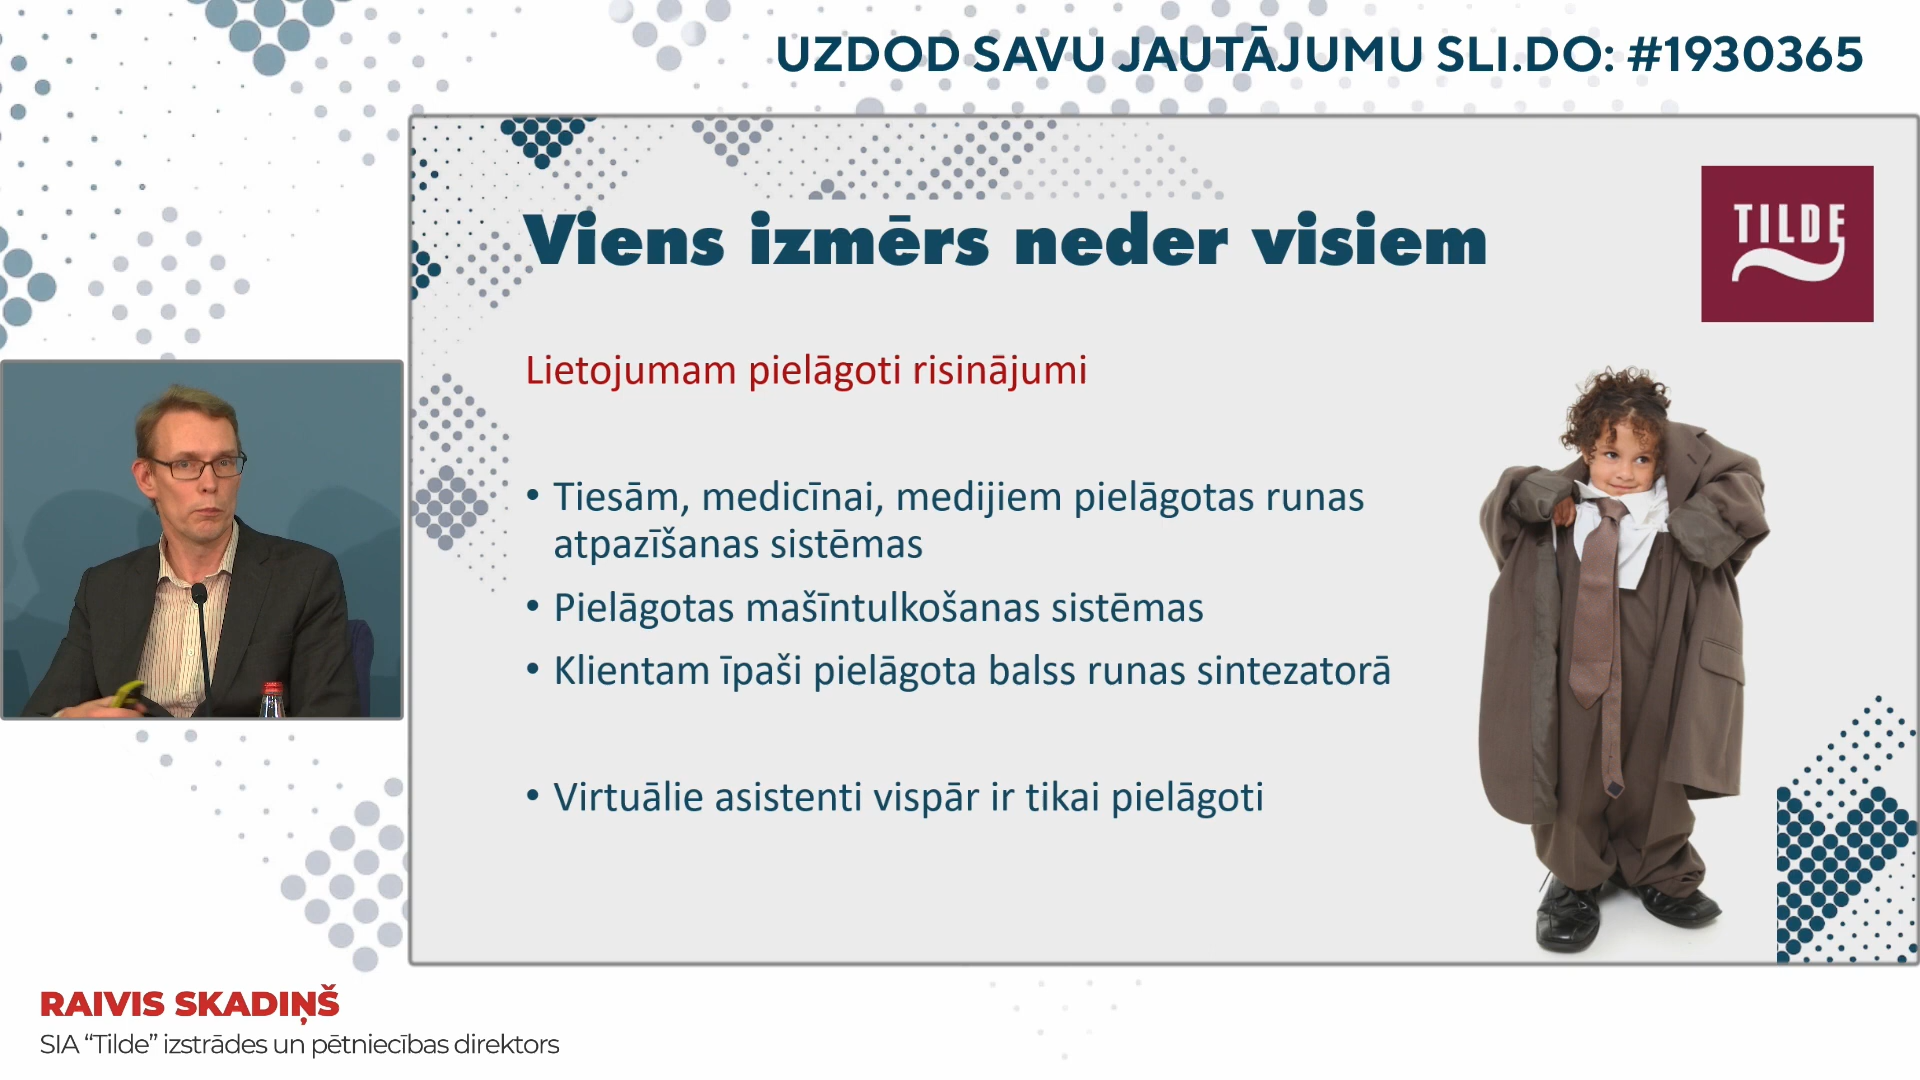 UZDOD SAVU JAUTĀJUMU SLI.DO: #1930365
Viens izmērs neder visiem
TILDE
Lietojumam pielāgoti risinājumi
• Tiesām, medicīnai, medijiem pielāgotas runas
atpazīšanas sistēmas
• Pielāgotas mašīntulkošanas sistēmas
• Klientam īpaši pielāgota balss runas sintezatorā
• Virtuālie asistenti vispār ir tikai pielāgoti
RAIVIS SKADIŅŠ
SIA “Tilde” izstrādes un pētniecības direktors